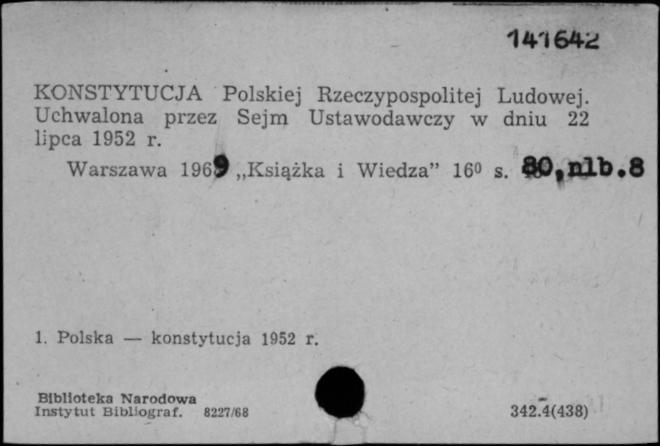 141642
KONSTYTUCJA Polskiej Rzeczypospolitej Ludowej.
Uchwalona przez Sejm Ustawodawczy w dniu 22
lipca 1952 r.
Warszawa 1969 „Książka i Wiedza” 16⁰ s. 80,nlb.8
1. Polska — konstytucja 1952 r.
Biblioteka Narodowa
Instytut Bibliograf. 8227/68
342.4(438)